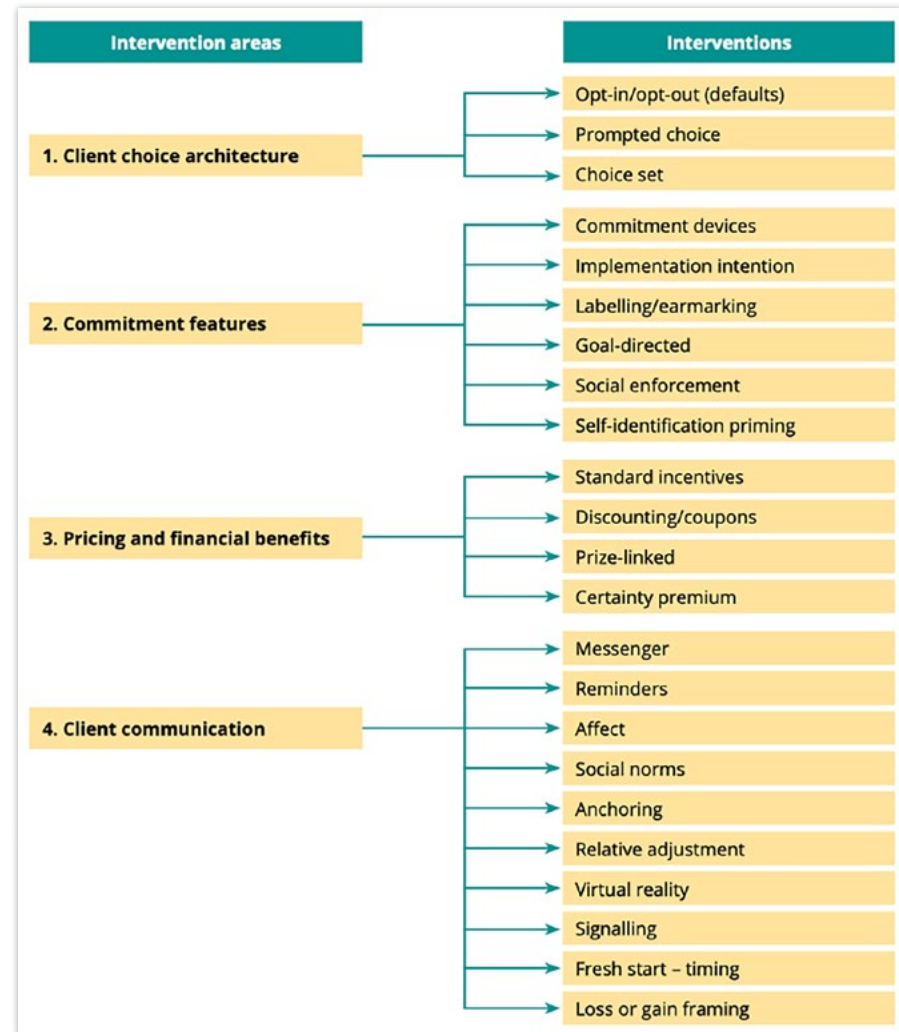 Intervention areas
Interventions
1. Client choice architecture
Opt-in/opt-out (defaults)
Prompted choice
Choice set
2. Commitment features
Commitment devices
Implementation intention
Labelling/earmarking
Goal-directed
Social enforcement
Self-identification priming
3. Pricing and financial benefits
Standard incentives
Discounting/coupons
Prize-linked
Certainty premium
4. Client communication
Messenger
Reminders
Affect
Social norms
Anchoring
Relative adjustment
Virtual reality
Signalling
Fresh start – timing
Loss or gain framing